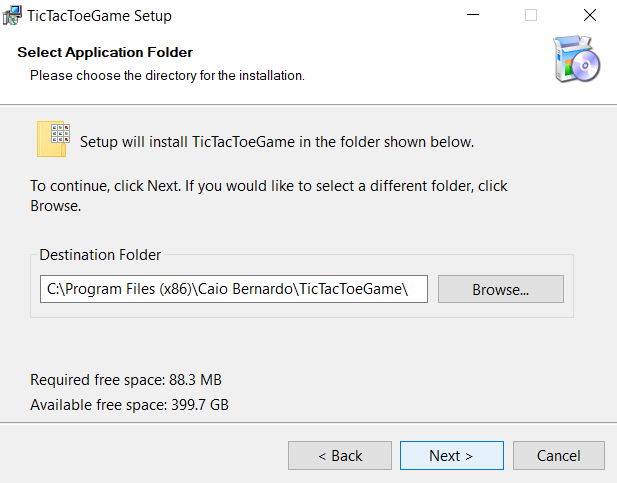 TicTacToeGame Setup
Select Application Folder
Please choose the directory for the installation.
Setup will install TicTacToeGame in the folder shown below.
To continue, click Next. If you would like to select a different folder, click
Browse.
Destination Folder
C:\Program Files (x86)\Caio Bernardo\TicTacToeGame\
Browse...
Required free space: 88.3 MB
Available free space: 399.7 GB
< Back
Next >
Cancel